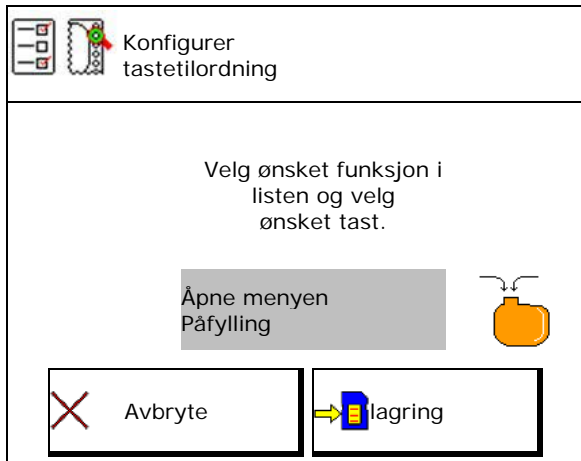 Konfigurer
tastetilordning
Velg ønsket funksjon i
listen og velg
ønsket tast.
Åpne menyen
Påfylling
Avbryte
lagring